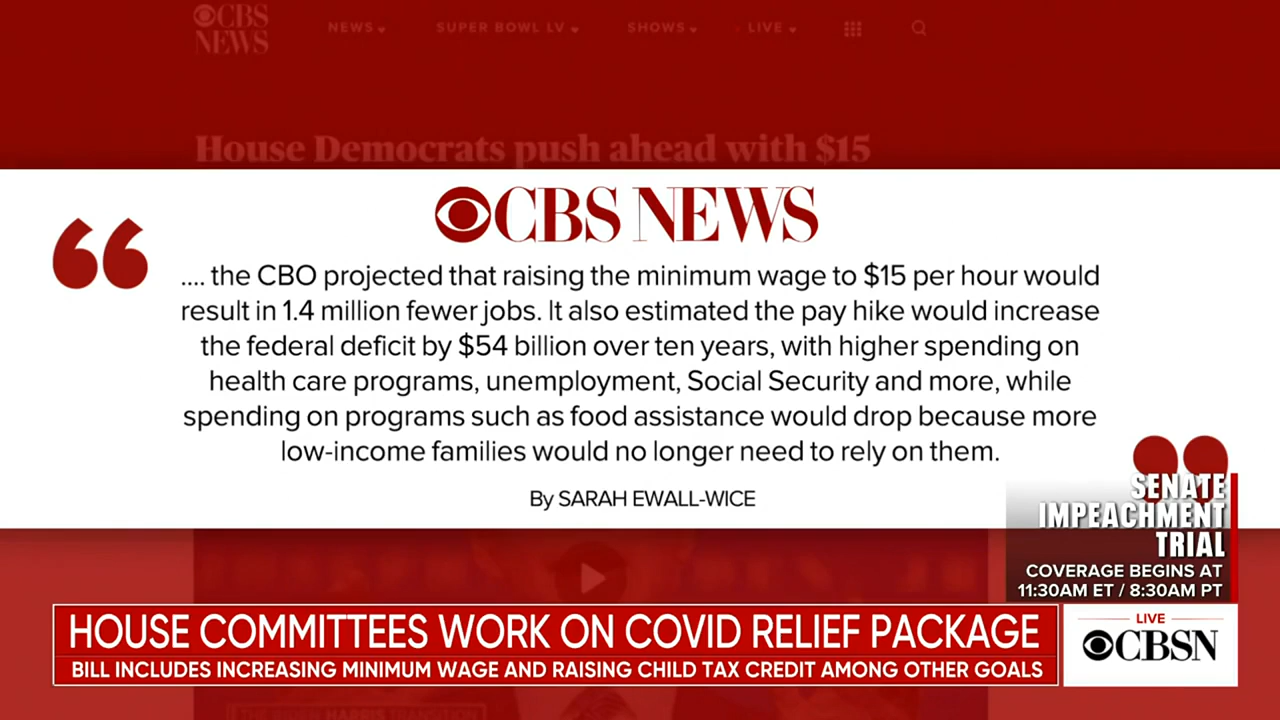 CBS NEWS
NEWS
SUPER BOWL LV
SHOWS
LIVE
House Democrats push ahead with $15
CBS NEWS
“
.... the CBO projected that raising the minimum wage to $15 per hour would
result in 1.4 million fewer jobs. It also estimated the pay hike would increase
the federal deficit by $54 billion over ten years, with higher spending on
health care programs, unemployment, Social Security and more, while
spending on programs such as food assistance would drop because more
low-income families would no longer need to rely on them.
”
By SARAH EWALL-WICE
SENATE
IMPEACHMENT
TRIAL
COVERAGE BEGINS AT
11:30AM ET / 8:30AM PT
HOUSE COMMITTEES WORK ON COVID RELIEF PACKAGE
BILL INCLUDES INCREASING MINIMUM WAGE AND RAISING CHILD TAX CREDIT AMONG OTHER GOALS
LIVE
CBSN